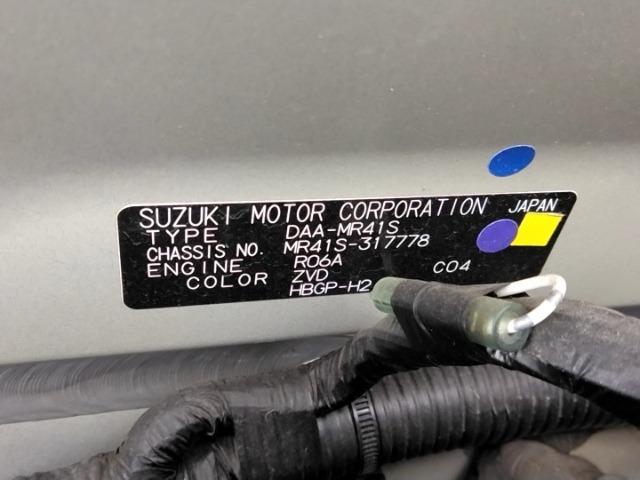 SUZUKI MOTOR CORPORATION JAPAN
TYPE DAA-MR41S
CHASSIS NO. MR41S-317778
ENGINE R06A
COLOR ZVD C04
HBGP-H2